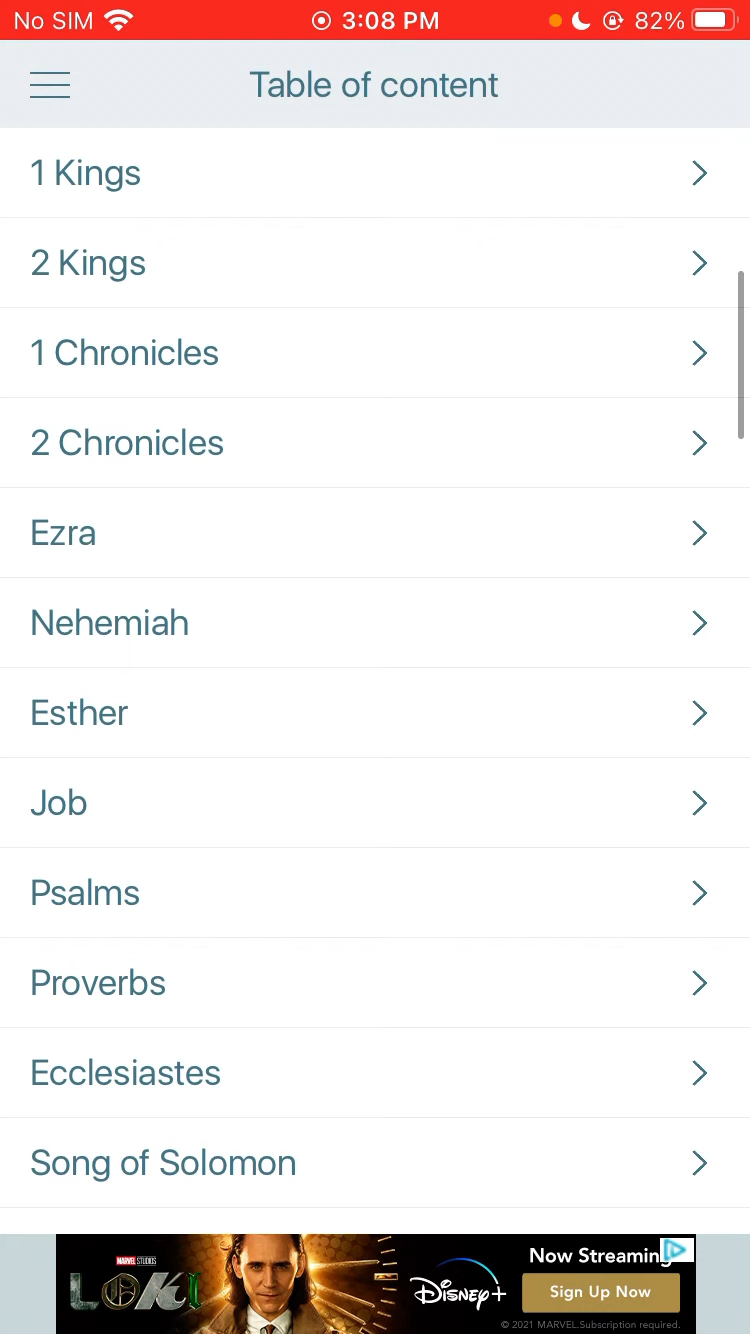 No SIM 3:08 PM 82%
Table of content
1 Kings
2 Kings
1 Chronicles
2 Chronicles
Ezra
Nehemiah
Esther
Job
Psalms
Proverbs
Ecclesiastes
Song of Solomon
MARVEL STUDIOS
LOKI
Disney+
Now Streaming
Sign Up Now
© 2021 MARVEL.Subscription required.